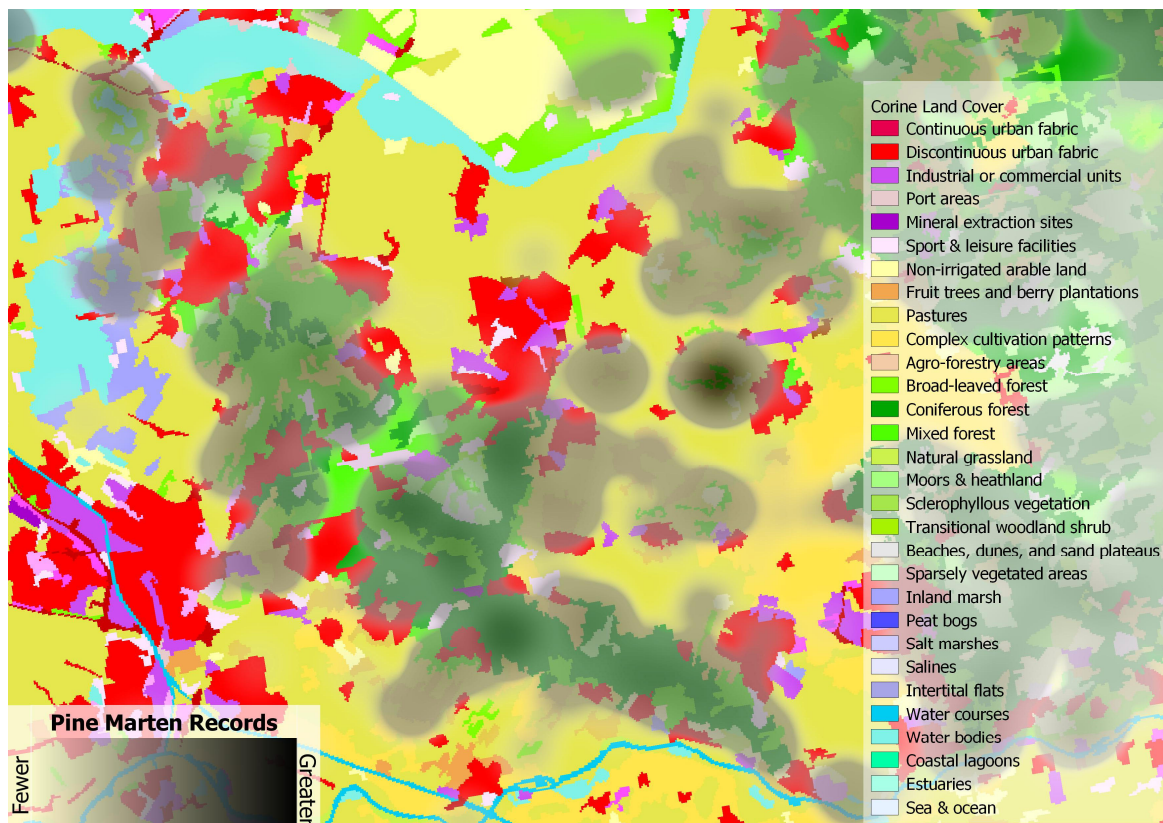 Corine Land Cover
Continuous urban fabric
Discontinuous urban fabric
Industrial or commercial units
Port areas
Mineral extraction sites
Sport & leisure facilities
Non-irrigated arable land
Fruit trees and berry plantations
Pastures
Complex cultivation patterns
Agro-forestry areas
Broad-leaved forest
Coniferous forest
Mixed forest
Natural grassland
Moors & heathland
Sclerophyllous vegetation
Transitional woodland shrub
Beaches, dunes, and sand plateaus
Sparsely vegetated areas
Inland marsh
Peat bogs
Salt marshes
Salines
Intertital flats
Water courses
Water bodies
Coastal lagoons
Estuaries
Sea & ocean
Pine Marten Records
Fewer
Greater